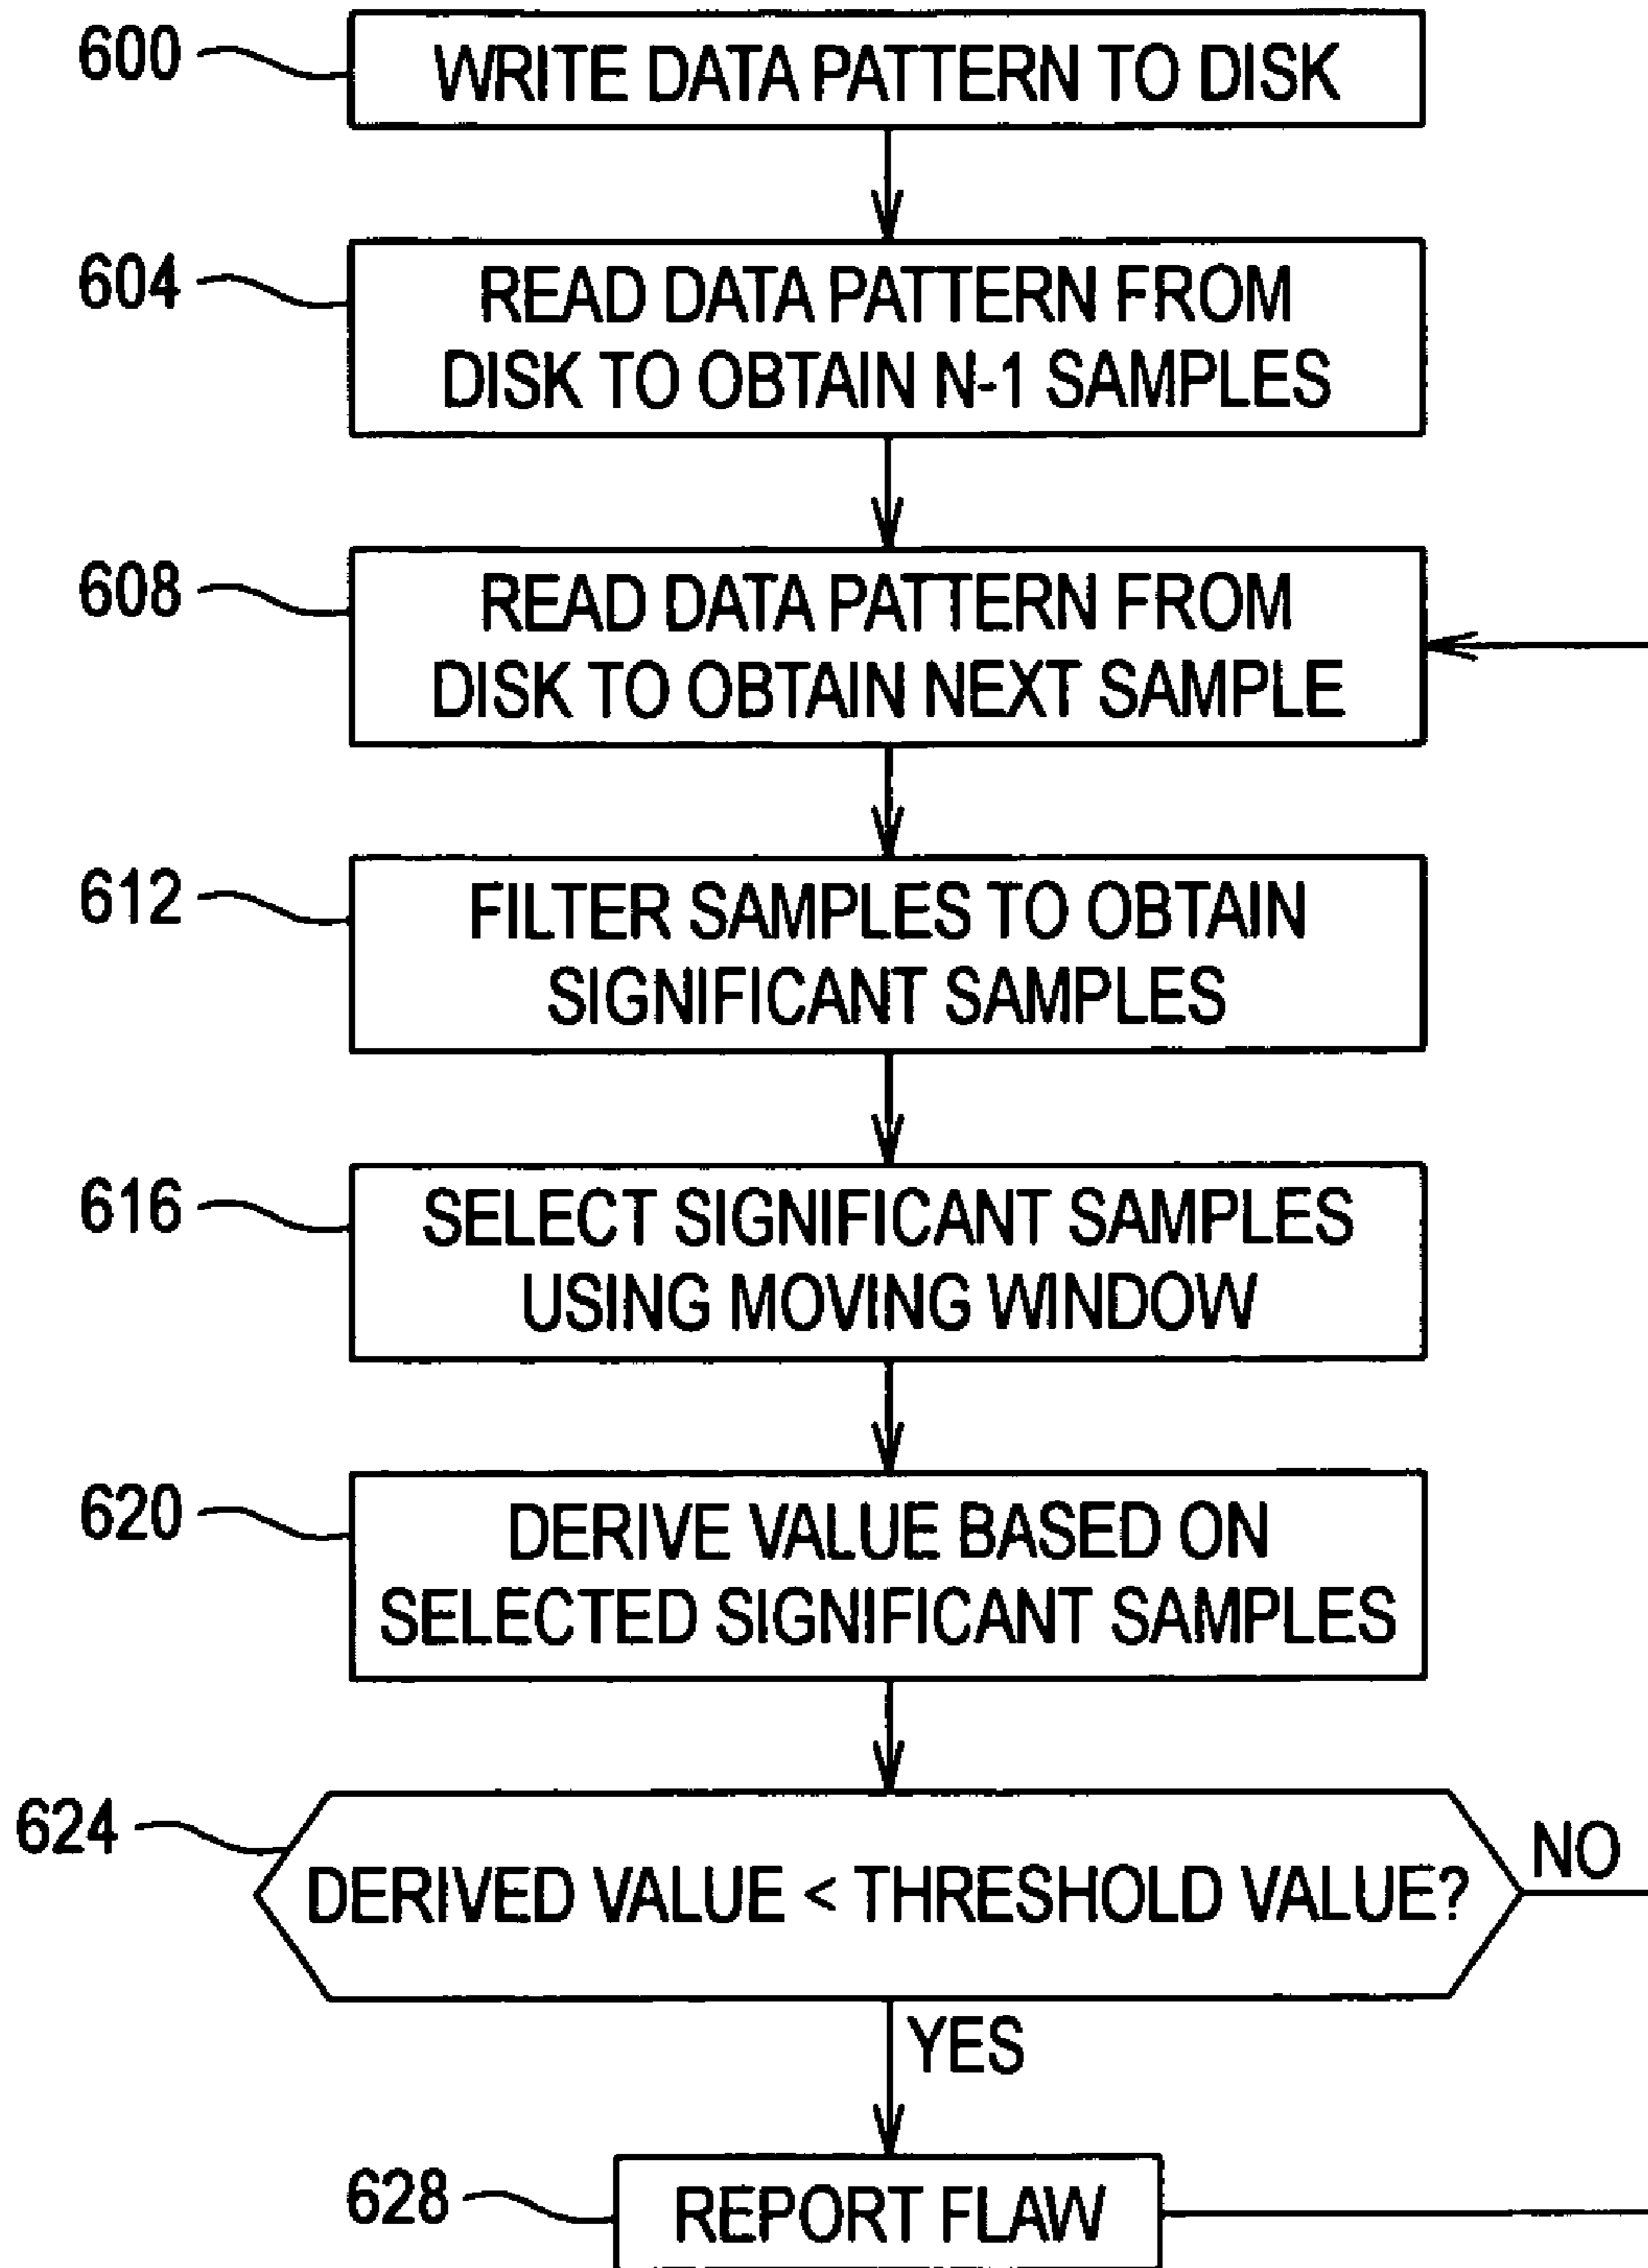 600
WRITE DATA PATTERN TO DISK
604
READ DATA PATTERN FROM
DISK TO OBTAIN N-1 SAMPLES
608
READ DATA PATTERN FROM
DISK TO OBTAIN NEXT SAMPLE
612
FILTER SAMPLES TO OBTAIN
SIGNIFICANT SAMPLES
616
SELECT SIGNIFICANT SAMPLES
USING MOVING WINDOW
620
DERIVE VALUE BASED ON
SELECTED SIGNIFICANT SAMPLES
624
DERIVED VALUE < THRESHOLD VALUE?
NO
YES
628
REPORT FLAW